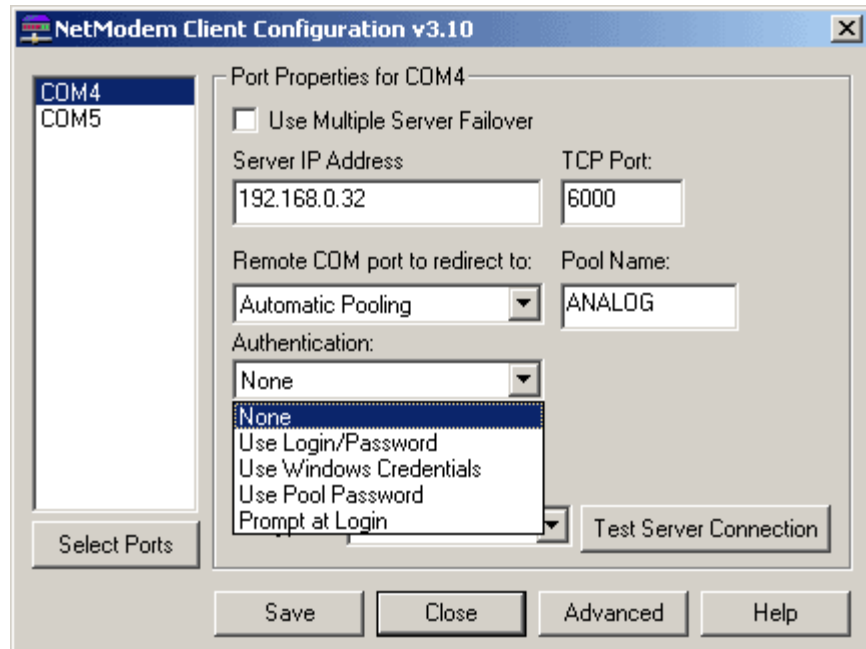 NetModem Client Configuration v3.10
COM4
COM5
Select Ports
Port Properties for COM4
Use Multiple Server Failover
Server IP Address
TCP Port:
192.168.0.32
6000
Remote COM port to redirect to:
Pool Name:
Automatic Pooling
ANALOG
Authentication:
None
None
Use Login/Password
Use Windows Credentials
Use Pool Password
Prompt at Login
Test Server Connection
Save
Close
Advanced
Help